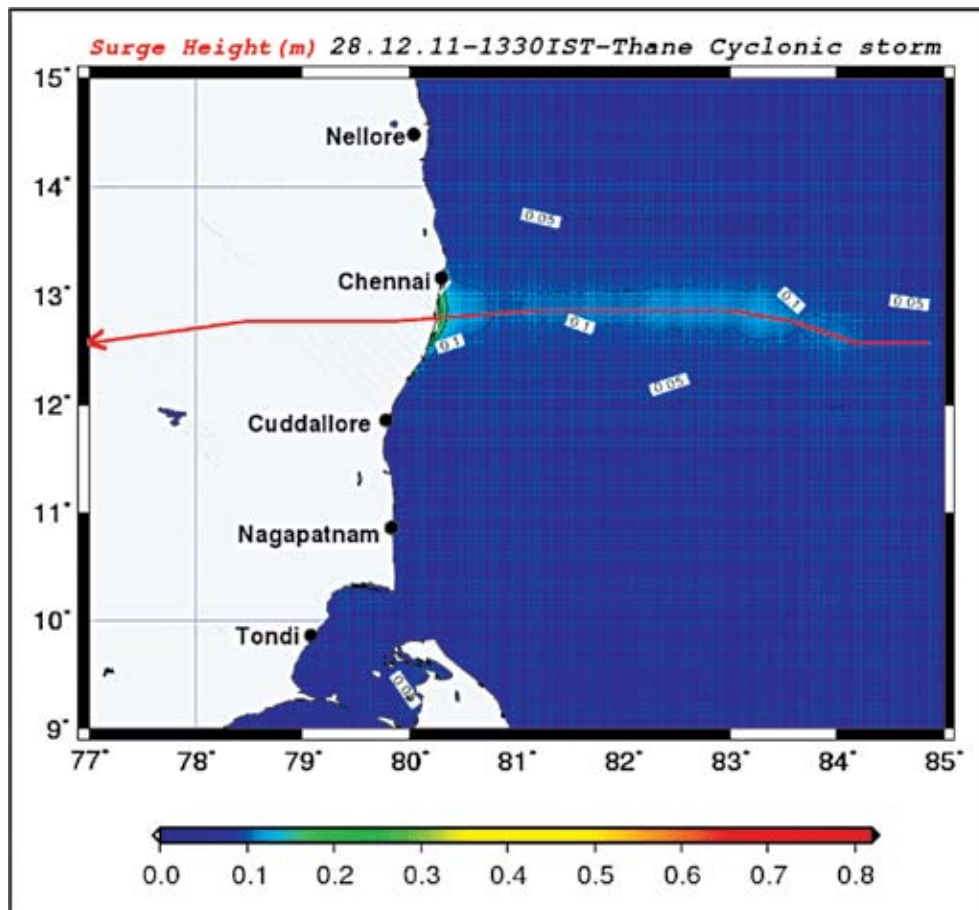 Surge Height(m) 28.12.11-1330IST-Thane Cyclonic storm
15°
Nellore
14°
0.05
Chennai
13°
0.1
0.05
0.1
0.1
0.05
12°
Cuddallore
11°
Nagapatnam
10°
Tondi
0.05
9°
77° 78° 79° 80° 81° 82° 83° 84° 85°
0.0 0.1 0.2 0.3 0.4 0.5 0.6 0.7 0.8